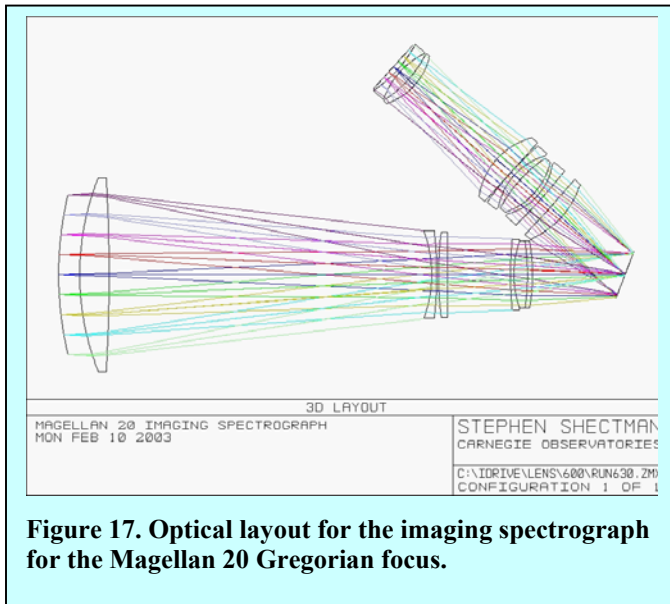 3D LAYOUT
MAGELLAN 20 IMAGING SPECTROGRAPH
MON FEB 10 2003
STEPHEN SHECTMAN
CARNEGIE OBSERVATORIES
C:\IDRIVE\LENS\600\RUN630.ZMX
CONFIGURATION 1 OF 1
Figure 17. Optical layout for the imaging spectrograph
for the Magellan 20 Gregorian focus.